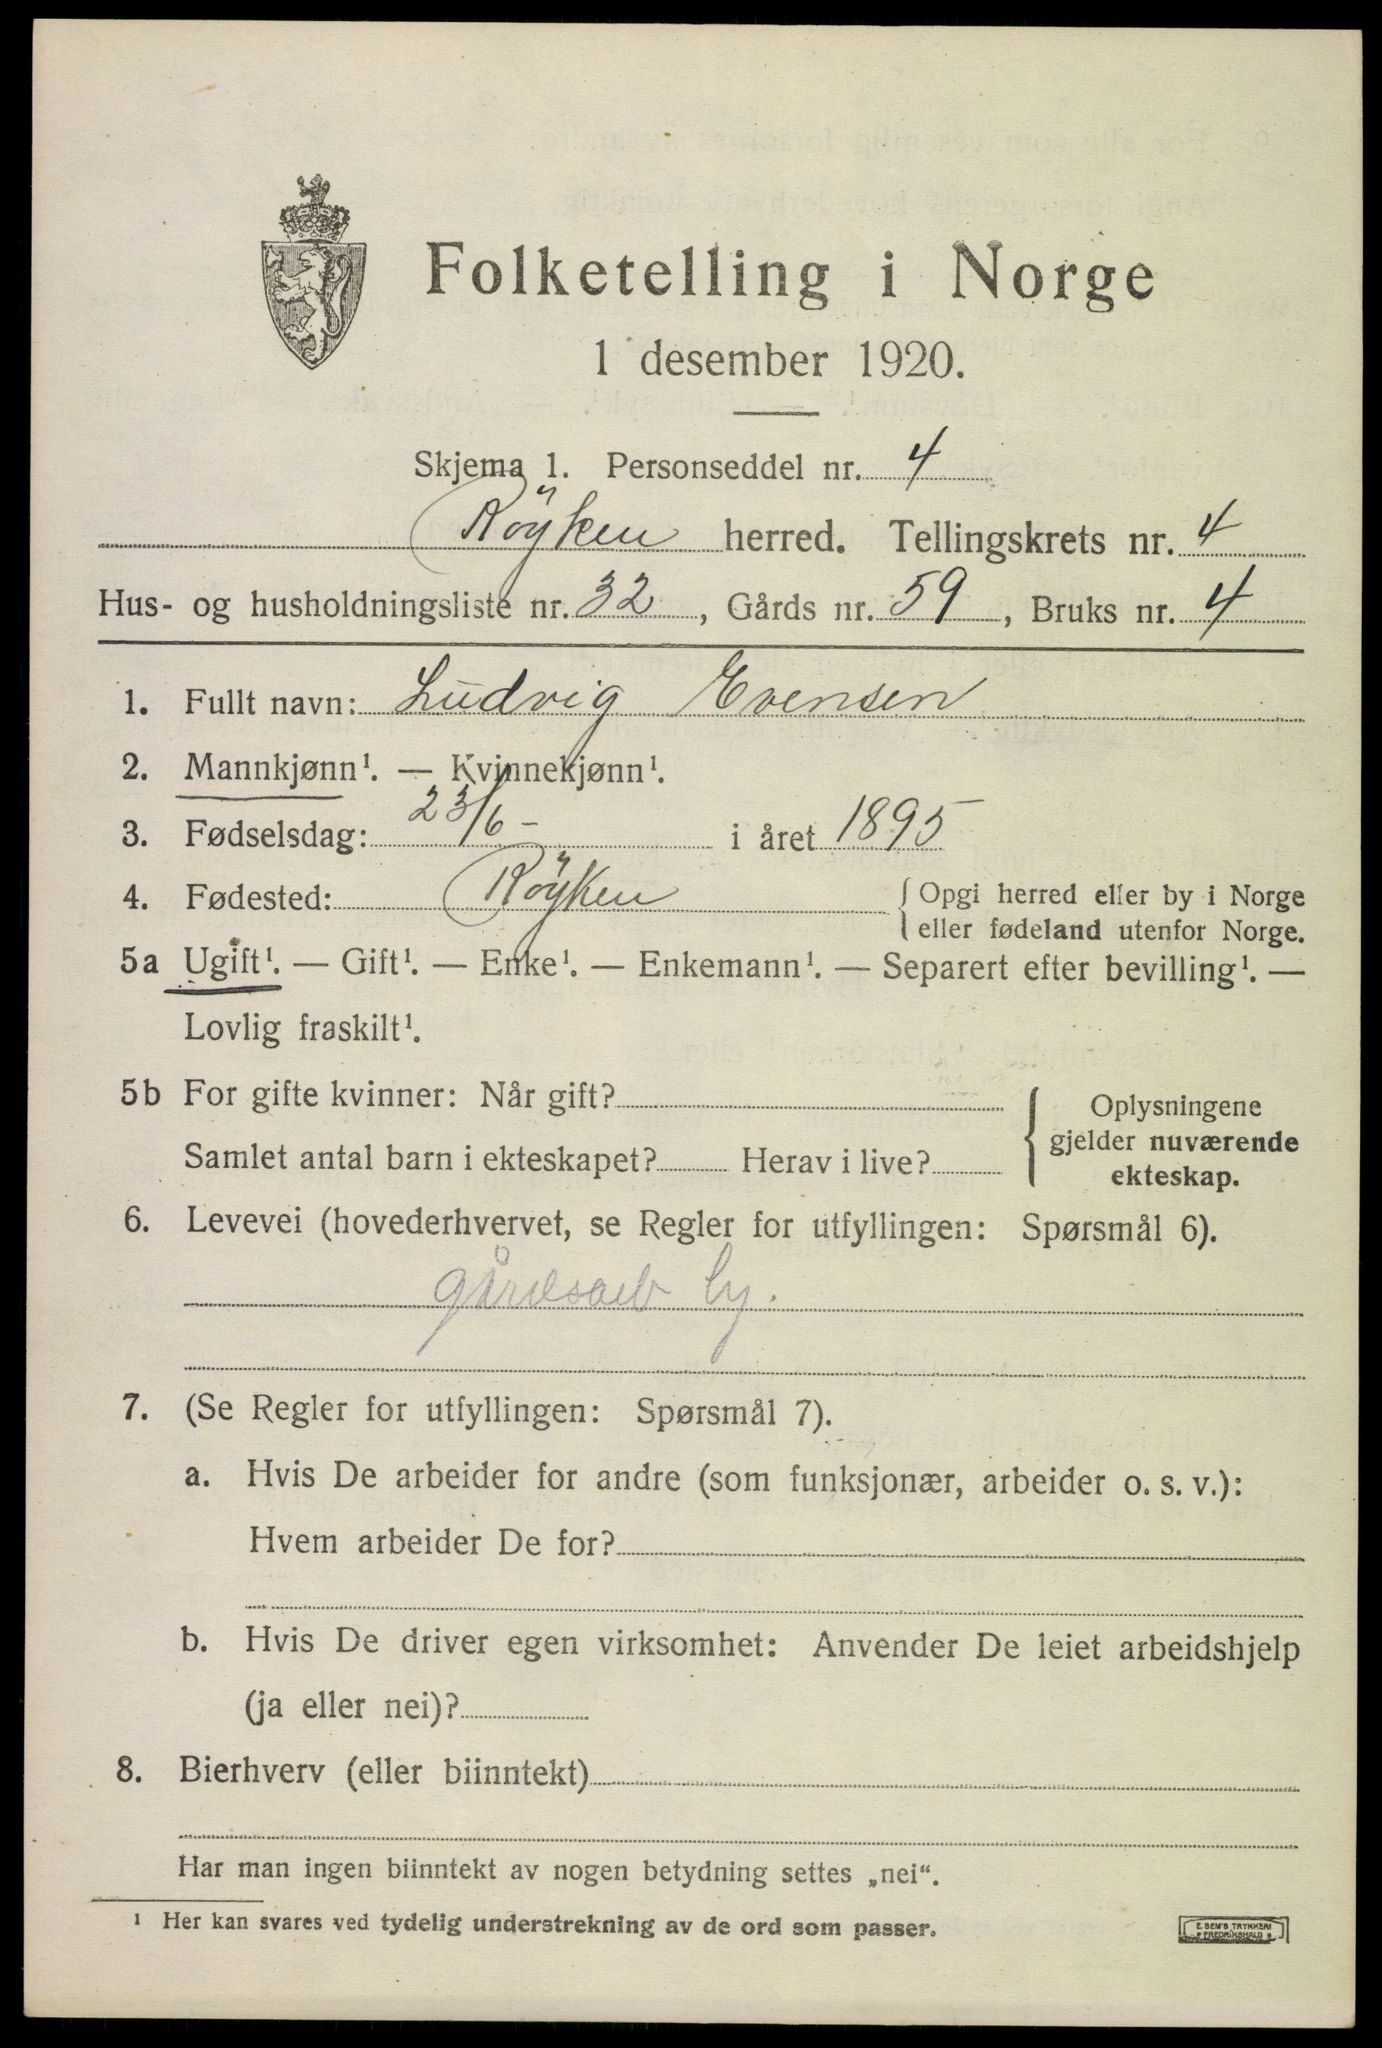 Folketelling i Norge
1 desember 1920.
Skjema 1. Personseddel nr. 4
Röyken herred. Tellingskrets nr. 4
Hus- og husholdningsliste nr. 32, Gårds nr. 59, Bruks nr. 4
1. Fullt navn: Ludvig Evensen
2. Mannkjønn¹. — Kvinnekjønn¹.
3. Fødselsdag: 23/6 - i året 1895
4. Fødested: Röyken { Opgi herred eller by i Norge
eller fødeland utenfor Norge.
5a Ugift¹. — Gift¹. — Enke¹. — Enkemann¹. — Separert efter bevilling¹. —
Lovlig fraskilt¹.
5b For gifte kvinner: Når gift?
Samlet antal barn i ekteskapet? Herav i live?
{ Oplysningene
gjelder nuværende
ekteskap.
6. Levevei (hovederhvervet, se Regler for utfyllingen: Spørsmål 6).
gårdsarb
7. (Se Regler for utfyllingen: Spørsmål 7).
a. Hvis De arbeider for andre (som funksjonær, arbeider o. s. v.):
Hvem arbeider De for?
b. Hvis De driver egen virksomhet: Anvender De leiet arbeidshjelp
(ja eller nei)?
8. Bierhverv (eller biinntekt)
Har man ingen biinntekt av nogen betydning settes „nei“.
¹ Her kan svares ved tydelig understrekning av de ord som passer.
E. SEM'S TRYKKERI
FREDRIKSHALD